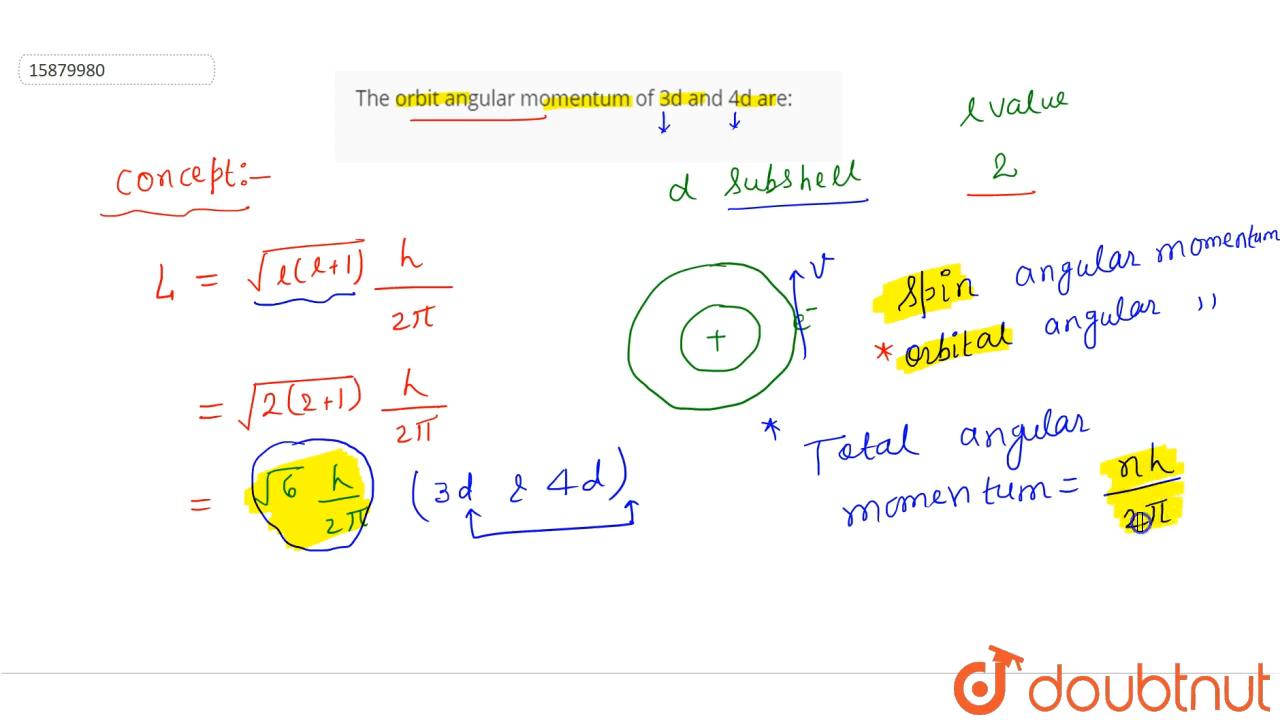 15879980
The orbit angular momentum of 3d and 4d are:
l value
Concept:-
d subshell 2
L = √l(l+1) h/2π
v
e-
+
Spin angular momentum
* orbital angular ,,
= √2(2+1) h/2π
= √6 h/2π (3d & 4d)
* Total angular
momentum = nh/2π
doubtnut